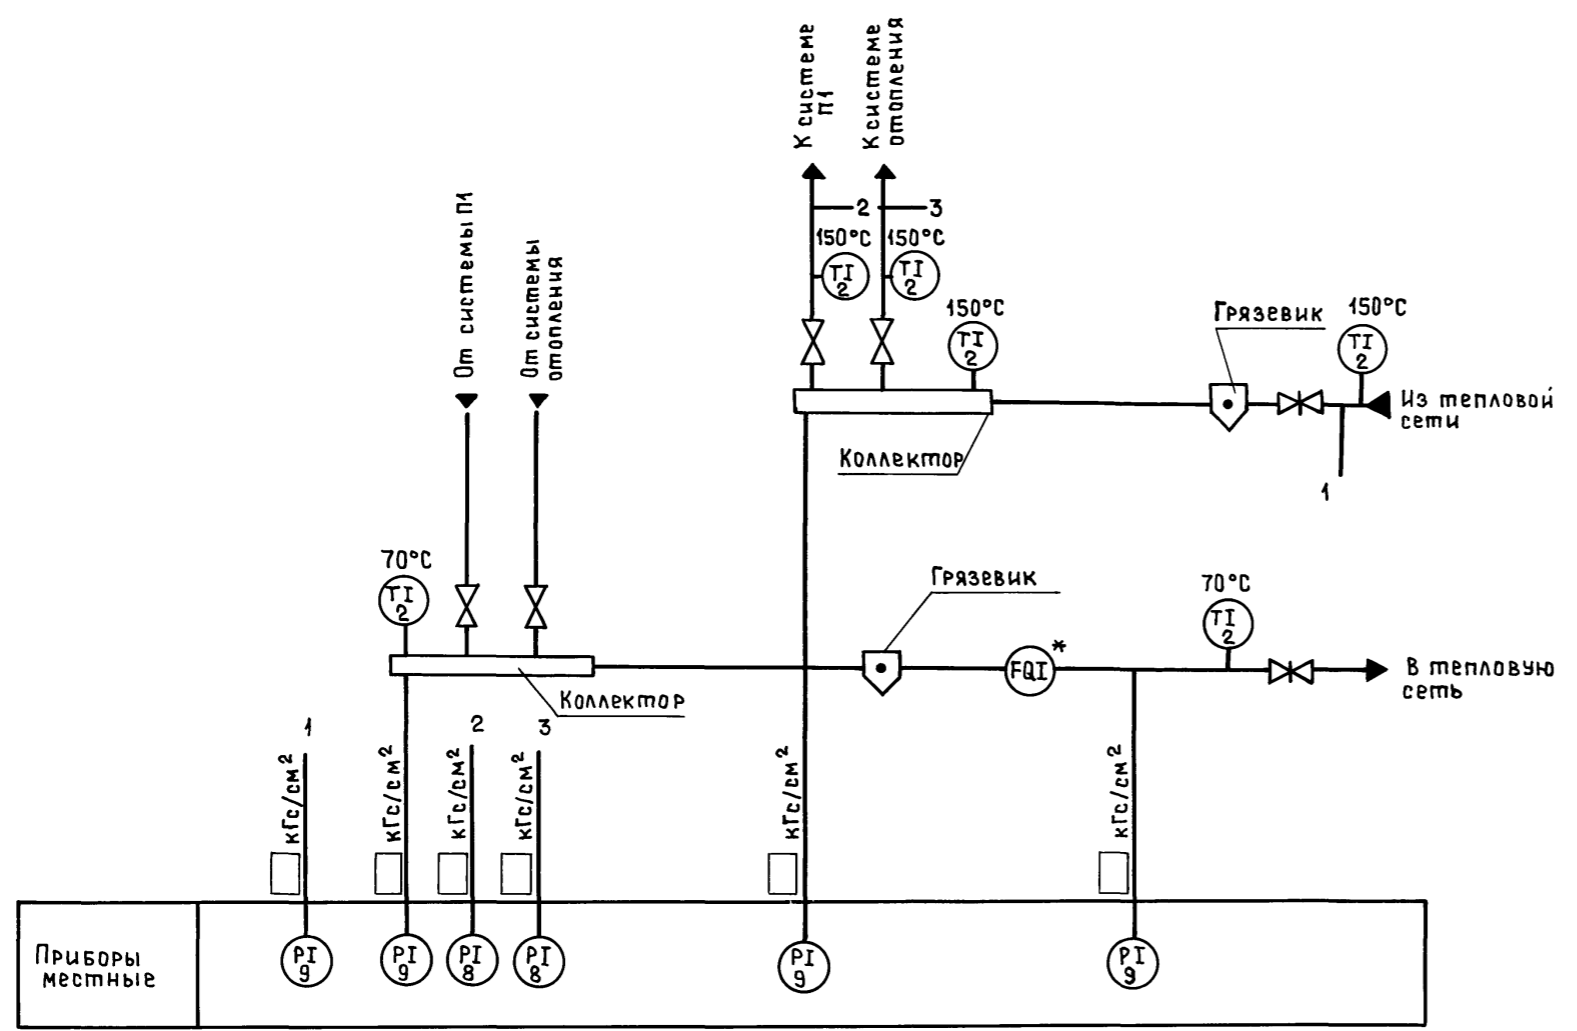 К системе
П1
К системе
отопления
2
3
150°С
150°С
TI
2
TI
2
От системы П1
От системы
отопления
150°С
TI
2
Грязевик
150°С
TI
2
Из тепловой
сети
Коллектор
1
70°С
TI
2
Грязевик
70°С
TI
2
FQI
*
В тепловую
сеть
Коллектор
1
2
3
кГс/см²
кГс/см²
кГс/см²
кГс/см²
кГс/см²
кГс/см²
Приборы
местные
PI
9
PI
9
PI
8
PI
8
PI
9
PI
9